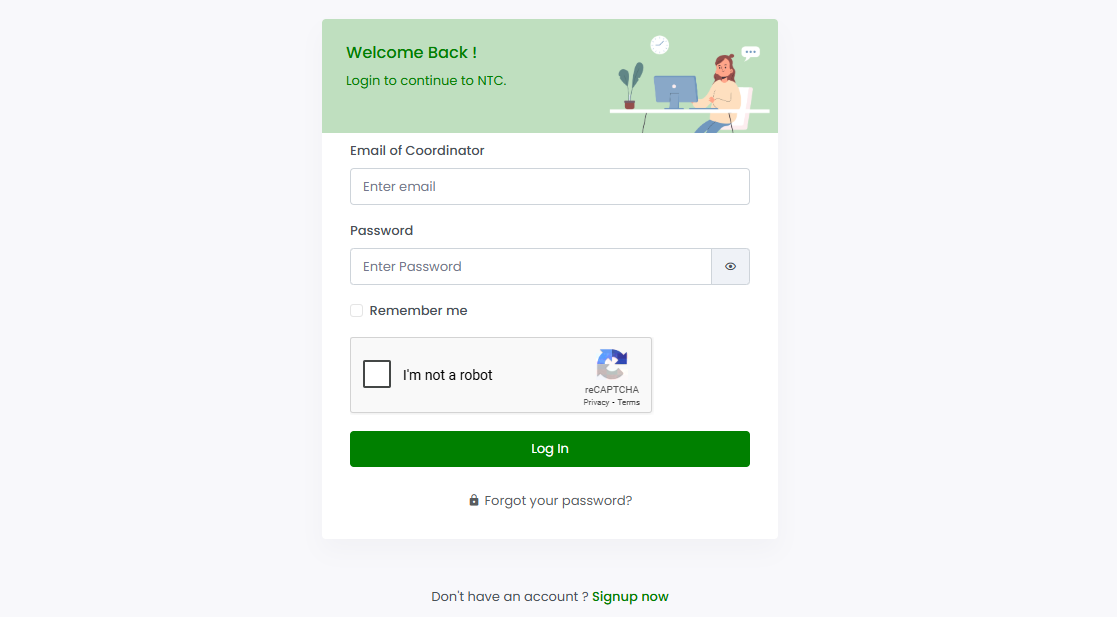 Welcome Back !
Login to continue to NTC.
Email of Coordinator
Enter email
Password
Enter Password
Remember me
I'm not a robot
reCAPTCHA
Privacy - Terms
Log In
Forgot your password?
Don't have an account ? Signup now